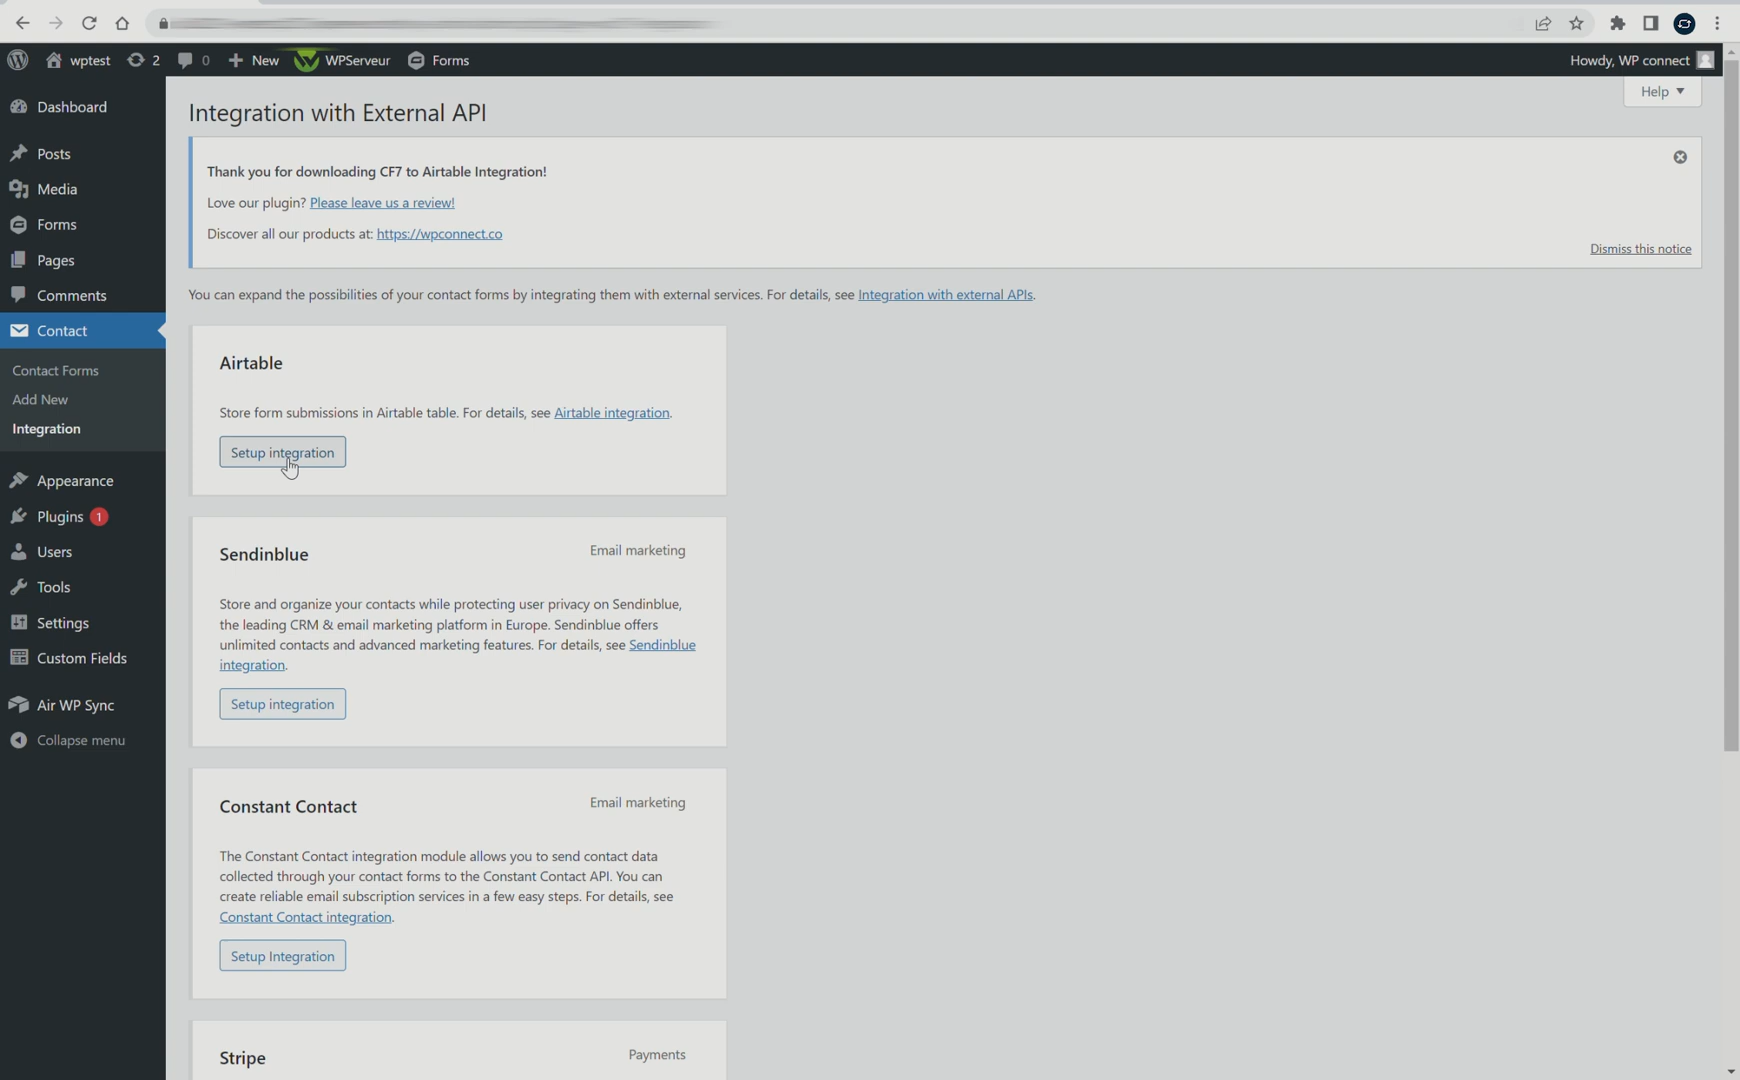 wptest 2 0 New WPServeur Forms Howdy, WP connect
Help
Dashboard
Posts
Media
Forms
Pages
Comments
Contact
Contact Forms
Add New
Integration
Appearance
Plugins 1
Users
Tools
Settings
Custom Fields
Air WP Sync
Collapse menu
Integration with External API
Thank you for downloading CF7 to Airtable Integration!
Love our plugin? Please leave us a review!
Discover all our products at: https://wpconnect.co
Dismiss this notice
You can expand the possibilities of your contact forms by integrating them with external services. For details, see Integration with external APIs.
Airtable
Store form submissions in Airtable table. For details, see Airtable integration.
Setup integration
Sendinblue Email marketing
Store and organize your contacts while protecting user privacy on Sendinblue,
the leading CRM & email marketing platform in Europe. Sendinblue offers
unlimited contacts and advanced marketing features. For details, see Sendinblue
integration.
Setup integration
Constant Contact Email marketing
The Constant Contact integration module allows you to send contact data
collected through your contact forms to the Constant Contact API. You can
create reliable email subscription services in a few easy steps. For details, see
Constant Contact integration.
Setup Integration
Stripe Payments